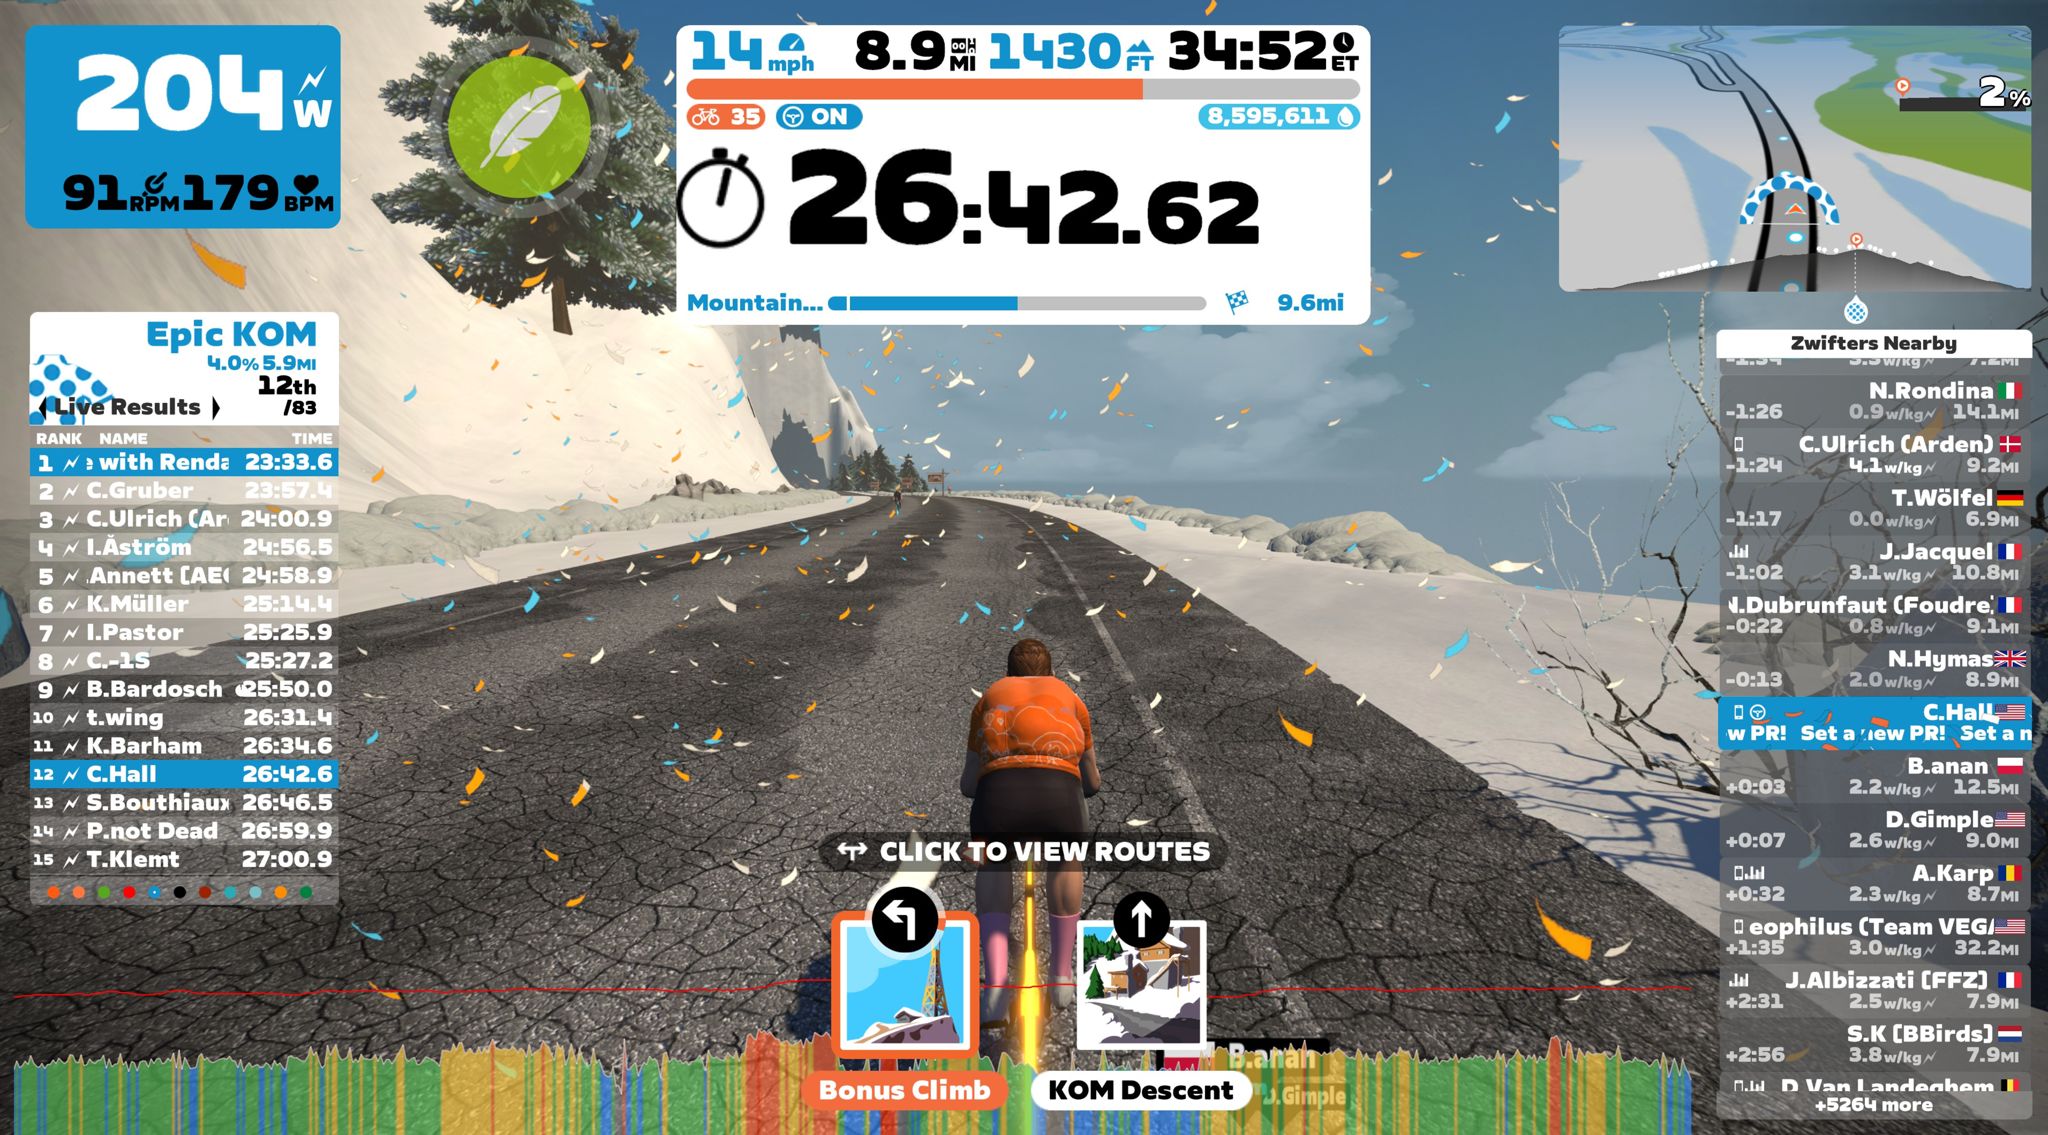 204 W
91 RPM 179 BPM
14 mph 8.9 MI 1430 FT 34:52 ET
35 ON 8,595,611
26:42.62
Mountain... 9.6mi
2%
Epic KOM
4.0% 5.9MI
12th
/83
Live Results
RANK NAME TIME
1 e with Renda 23:33.6
2 C.Gruber 23:57.4
3 C.Ulrich (Ar 24:00.9
4 I.Åström 24:56.5
5 .Annett [AE 24:58.9
6 K.Müller 25:14.4
7 I.Pastor 25:25.9
8 C.-1S 25:27.2
9 B.Bardosch 25:50.0
10 t.wing 26:31.4
11 K.Barham 26:34.6
12 C.Hall 26:42.6
13 S.Bouthiaux 26:46.5
14 P.not Dead 26:59.9
15 T.Klemt 27:00.9
Zwifters Nearby
-1:34 3.3w/kg 7.2MI
N.Rondina
-1:26 0.9w/kg 14.1MI
C.Ulrich (Arden)
-1:24 4.1w/kg 9.2MI
T.Wölfel
-1:17 0.0w/kg 6.9MI
J.Jacquel
-1:02 3.1w/kg 10.8MI
N.Dubrunfaut (Foudre
-0:22 0.8w/kg 9.1MI
N.Hymas
-0:13 2.0w/kg 8.9MI
C.Hall
w PR! Set a new PR! Set a n
B.anan
+0:03 2.2w/kg 12.5MI
D.Gimple
+0:07 2.6w/kg 9.0MI
A.Karp
+0:32 2.3w/kg 8.7MI
eophilus (Team VEGA
+1:35 3.0w/kg 32.2MI
J.Albizzati [FFZ]
+2:31 2.5w/kg 7.9MI
S.K [BBirds]
+2:56 3.8w/kg 7.9MI
D.Van Landeghem
+5264 more
CLICK TO VIEW ROUTES
B.anan
J.Gimple
Bonus Climb
KOM Descent